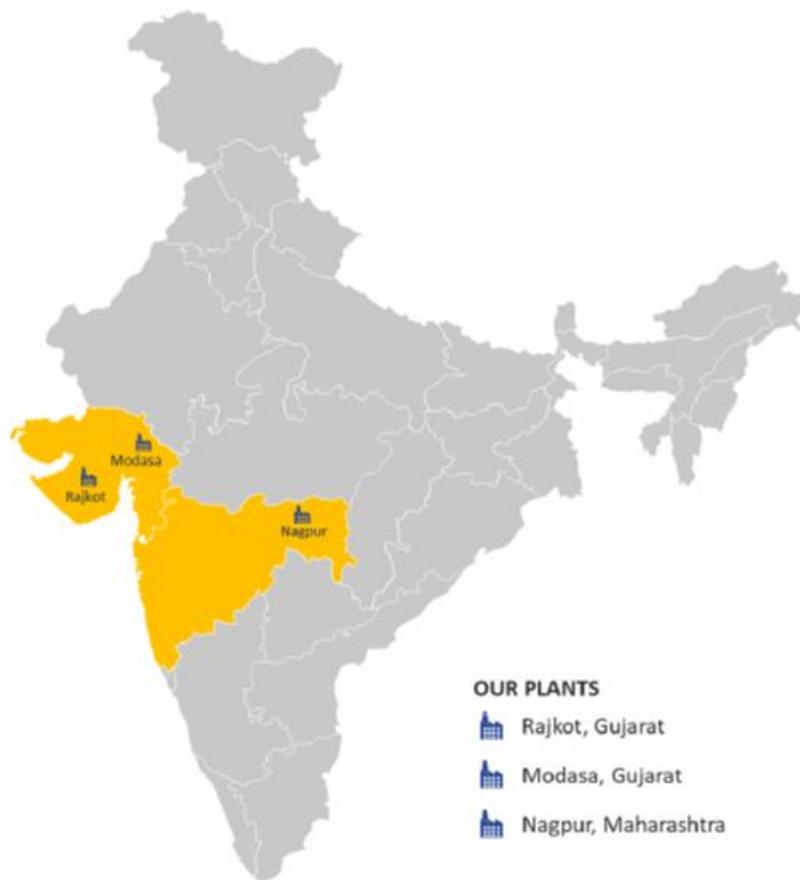 Modasa
Rajkot
Nagpur
OUR PLANTS
Rajkot, Gujarat
Modasa, Gujarat
Nagpur, Maharashtra